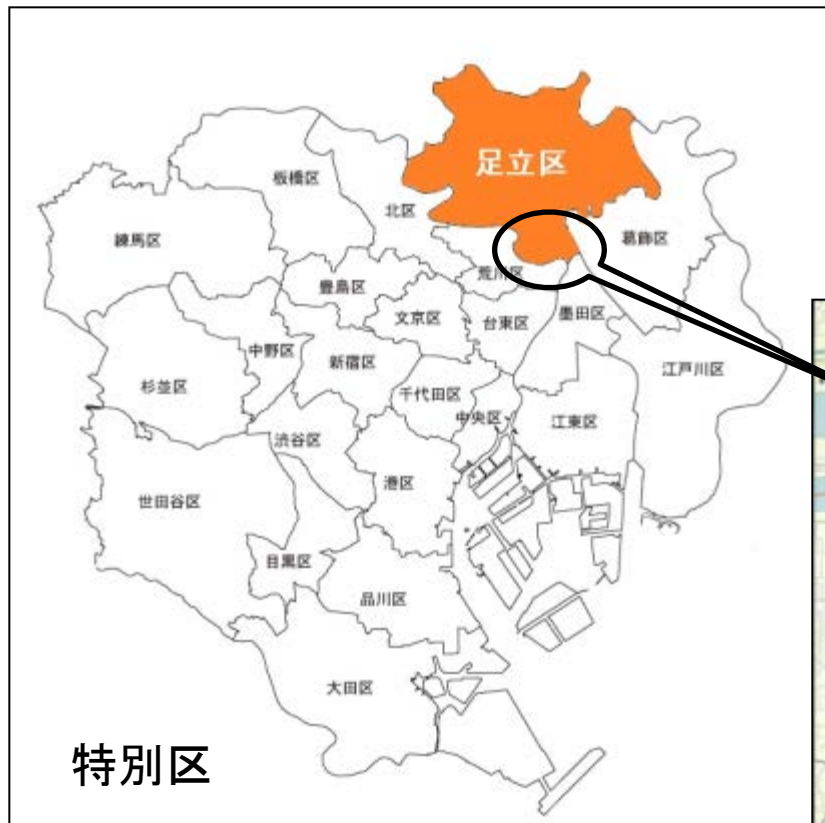 足立区
板橋区
北区
練馬区
葛飾区
荒川区
豊島区
文京区
台東区
墨田区
中野区
新宿区
江戸川区
杉並区
千代田区
中央区
江東区
渋谷区
港区
世田谷区
目黒区
品川区
大田区
特別区